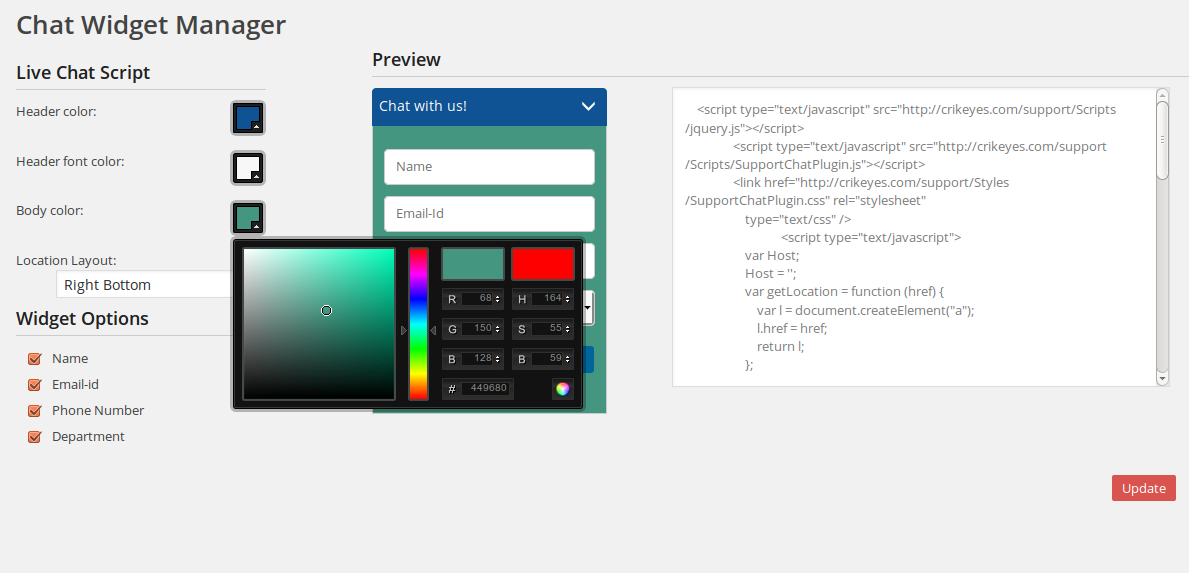 Chat Widget Manager
Live Chat Script
Header color:
Header font color:
Body color:
Location Layout:
Right Bottom
Widget Options
Name
Email-id
Phone Number
Department
Preview
Chat with us!
Name
Email-Id
R 68 H 164
G 150 S 55
B 128 B 59
# 449680
<script type="text/javascript" src="http://crikeyes.com/support/Scripts
/jquery.js"></script>
<script type="text/javascript" src="http://crikeyes.com/support
/Scripts/SupportChatPlugin.js"></script>
<link href="http://crikeyes.com/support/Styles
/SupportChatPlugin.css" rel="stylesheet"
type="text/css" />
<script type="text/javascript">
var Host;
Host = '';
var getLocation = function (href) {
var l = document.createElement("a");
l.href = href;
return l;
};
Update